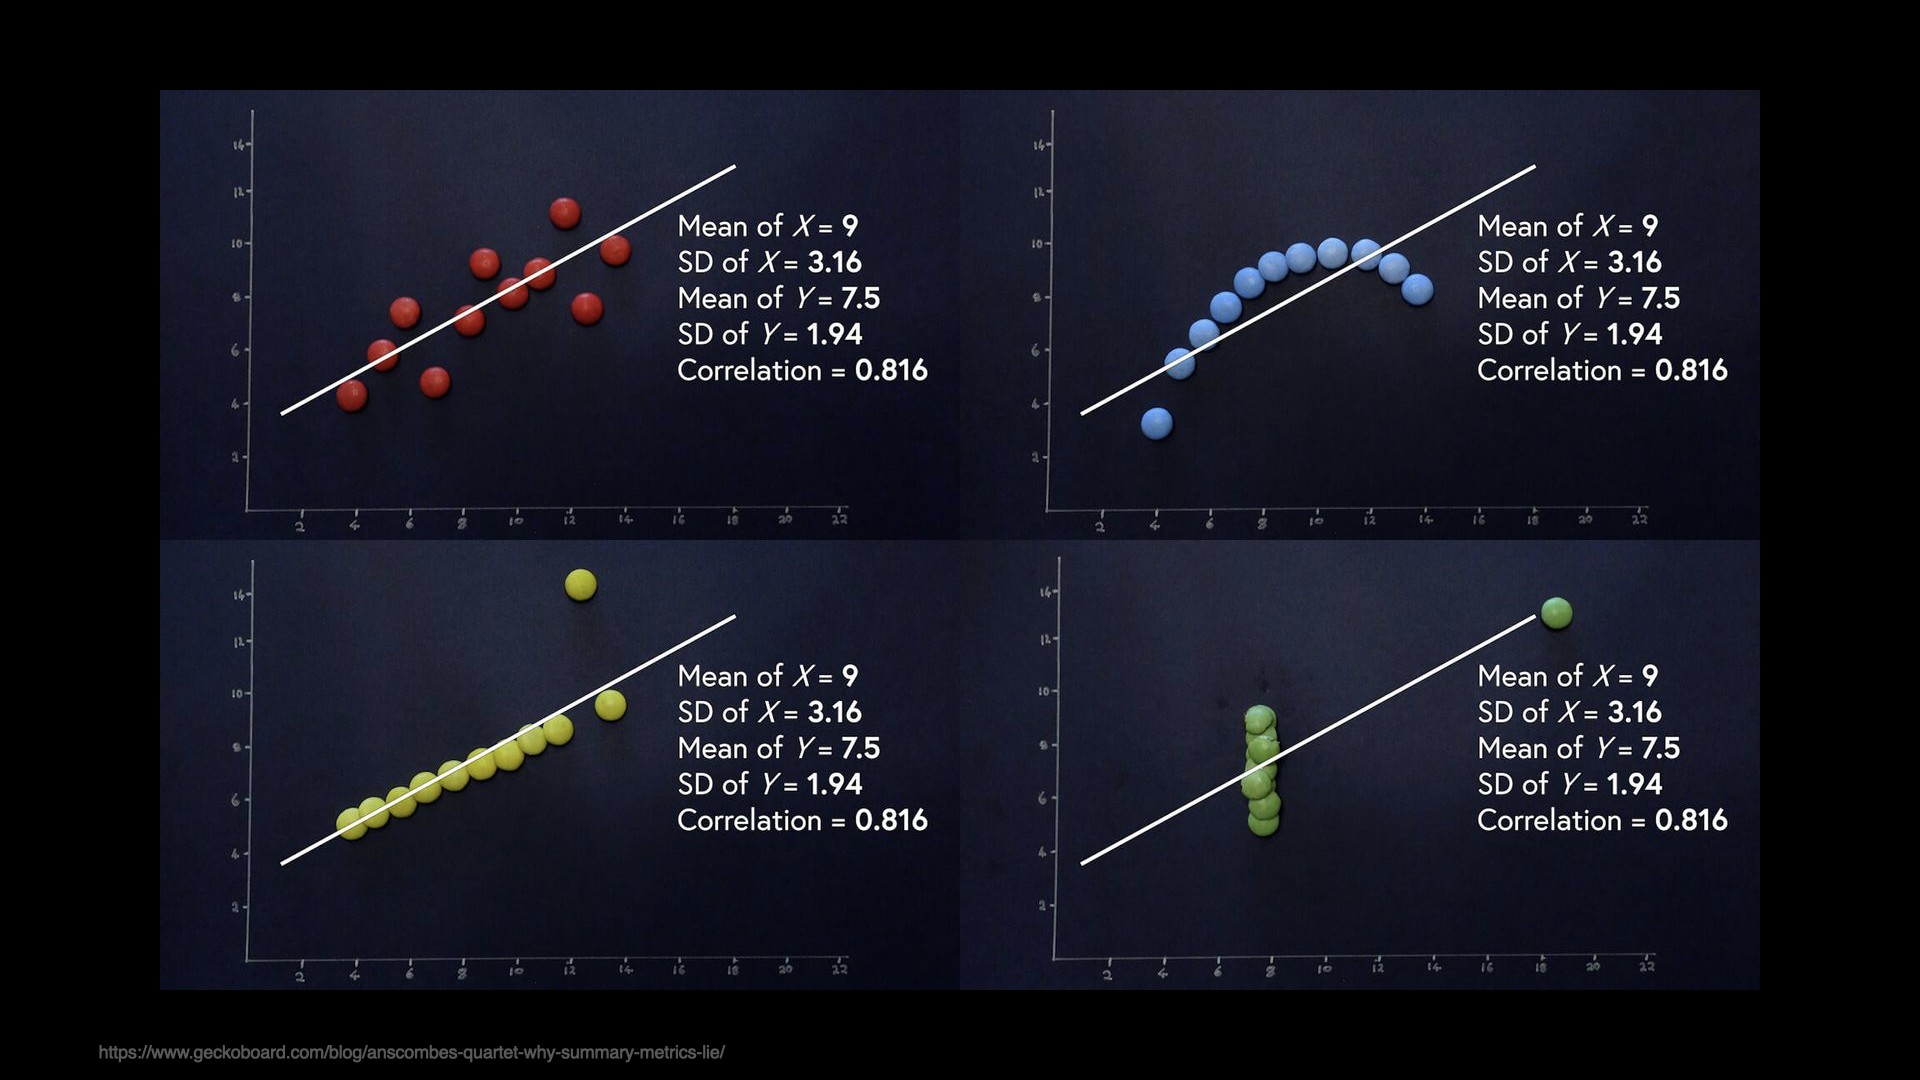 14
12
10
8
6
4
2
2 4 6 8 10 12 14 16 18 20 22
Mean of X = 9
SD of X = 3.16
Mean of Y = 7.5
SD of Y = 1.94
Correlation = 0.816
14
12
10
8
6
4
2
2 4 6 8 10 12 14 16 18 20 22
Mean of X = 9
SD of X = 3.16
Mean of Y = 7.5
SD of Y = 1.94
Correlation = 0.816
14
12
10
8
6
4
2
2 4 6 8 10 12 14 16 18 20 22
Mean of X = 9
SD of X = 3.16
Mean of Y = 7.5
SD of Y = 1.94
Correlation = 0.816
14
12
10
8
6
4
2
2 4 6 8 10 12 14 16 18 20 22
Mean of X = 9
SD of X = 3.16
Mean of Y = 7.5
SD of Y = 1.94
Correlation = 0.816
https://www.geckoboard.com/blog/anscombes-quartet-why-summary-metrics-lie/